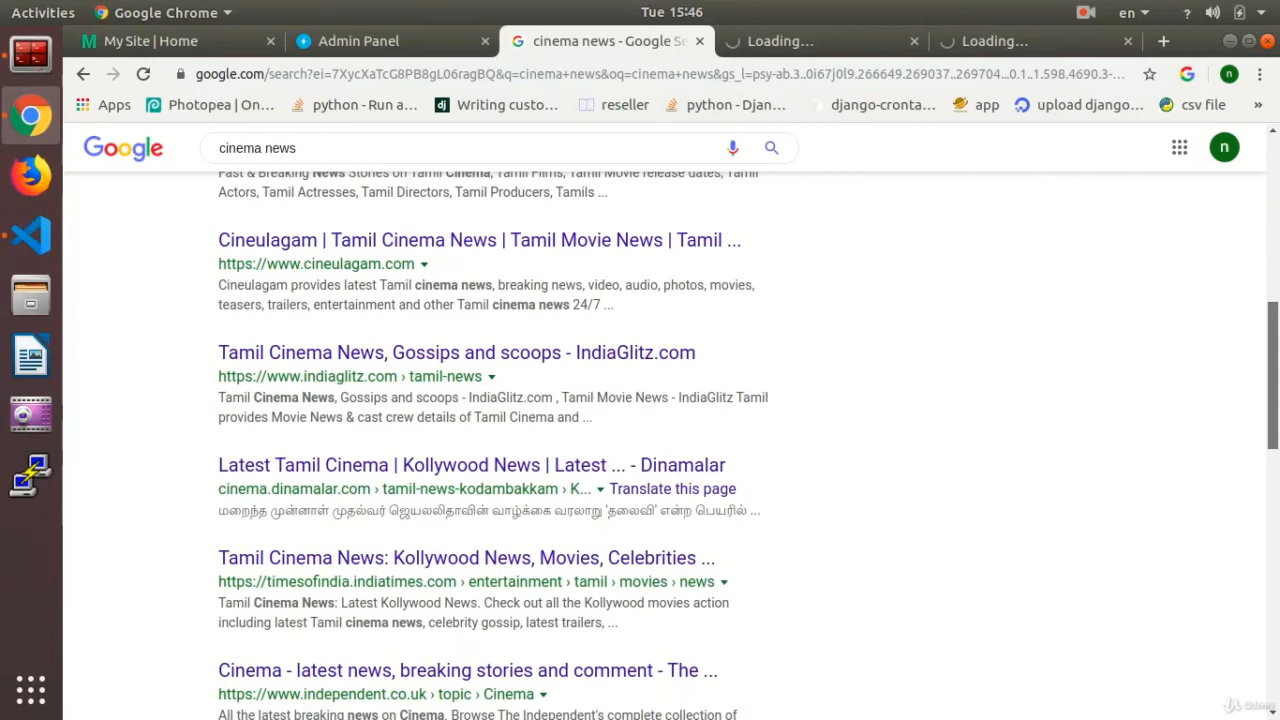 Activities Google Chrome Tue 15:46 en ?
My Site | Home Admin Panel cinema news - Google Se Loading... Loading...
google.com/search?ei=7XycXaTcG8PB8gL06ragBQ&q=cinema+news&oq=cinema+news&gs_l=psy-ab.3..0i67j0l9.266649.269037..269704...0.1..1.598.4690.3-...
Apps Photopea | On... python - Run a... Writing custo... reseller python - Djan... django-cronta... app upload django... csv file »
Google cinema news n
Fast & Breaking News Stories on Tamil Cinema, Tamil Films, Tamil Movie release dates, Tamil
Actors, Tamil Actresses, Tamil Directors, Tamil Producers, Tamils ...
Cineulagam | Tamil Cinema News | Tamil Movie News | Tamil ...
https://www.cineulagam.com
Cineulagam provides latest Tamil cinema news, breaking news, video, audio, photos, movies,
teasers, trailers, entertainment and other Tamil cinema news 24/7 ...
Tamil Cinema News, Gossips and scoops - IndiaGlitz.com
https://www.indiaglitz.com › tamil-news
Tamil Cinema News, Gossips and scoops - IndiaGlitz.com , Tamil Movie News - IndiaGlitz Tamil
provides Movie News & cast crew details of Tamil Cinema and ...
Latest Tamil Cinema | Kollywood News | Latest ... - Dinamalar
cinema.dinamalar.com › tamil-news-kodambakkam › K... Translate this page
மறைந்த முன்னாள் முதல்வர் ஜெயலலிதாவின் வாழ்க்கை வரலாறு 'தலைவி' என்ற பெயரில் ...
Tamil Cinema News: Kollywood News, Movies, Celebrities ...
https://timesofindia.indiatimes.com › entertainment › tamil › movies › news
Tamil Cinema News: Latest Kollywood News. Check out all the Kollywood movies action
including latest Tamil cinema news, celebrity gossip, latest trailers, ...
Cinema - latest news, breaking stories and comment - The ...
https://www.independent.co.uk › topic › Cinema
All the latest breaking news on Cinema. Browse The Independent's complete collection of
Udemy